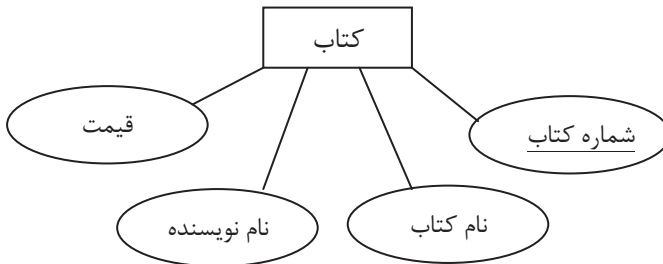 کتاب
شماره کتاب
قیمت
نام کتاب
نام نویسنده